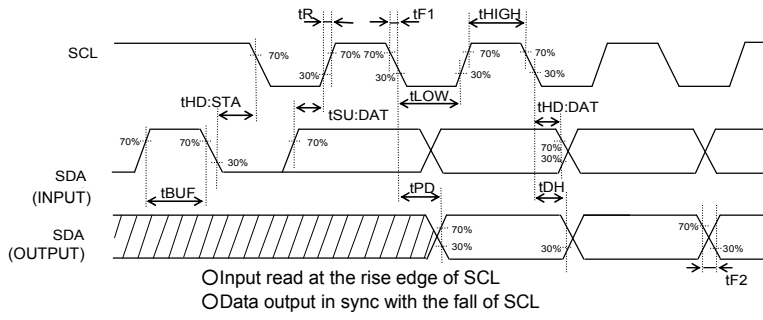 tR tF1 tHIGH
SCL 70% 30% 70% 70% 30% 70% 30% 70% 30%
tHD:STA tSU:DAT tLOW tHD:DAT
70% 70% 30% 70% 70% 30%
SDA
(INPUT)
tBUF tPD tDH
SDA
(OUTPUT)
70% 30% 30% 70% 30%
tF2
○Input read at the rise edge of SCL
○Data output in sync with the fall of SCL